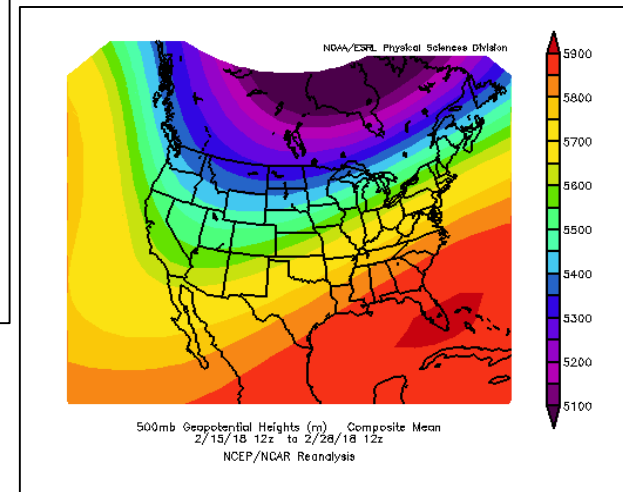 NOAA/ESRL Physical Sciences Division
5900
5800
5700
5600
5500
5400
5300
5200
5100
500mb Geopotential Heights (m) Composite Mean
2/15/18 12z to 2/28/18 12z
NCEP/NCAR Reanalysis